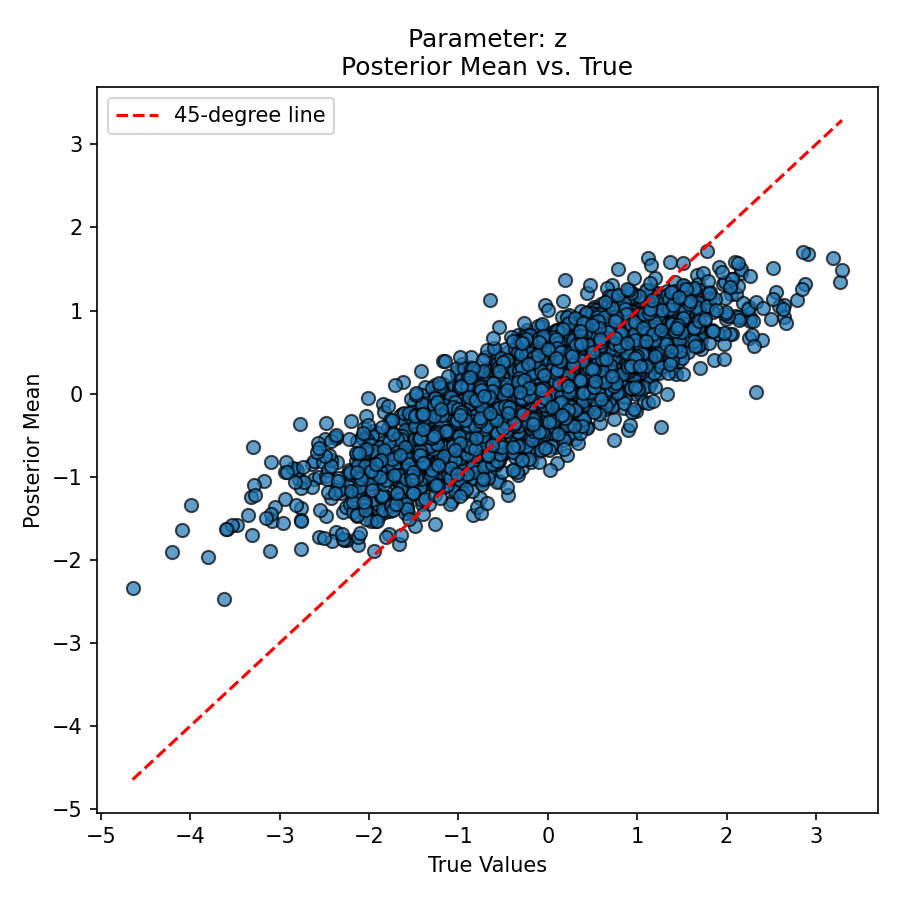 Parameter: z
Posterior Mean vs. True
45-degree line
3
2
1
0
−1
−2
−3
−4
−5
Posterior Mean
−5 −4 −3 −2 −1 0 1 2 3
True Values